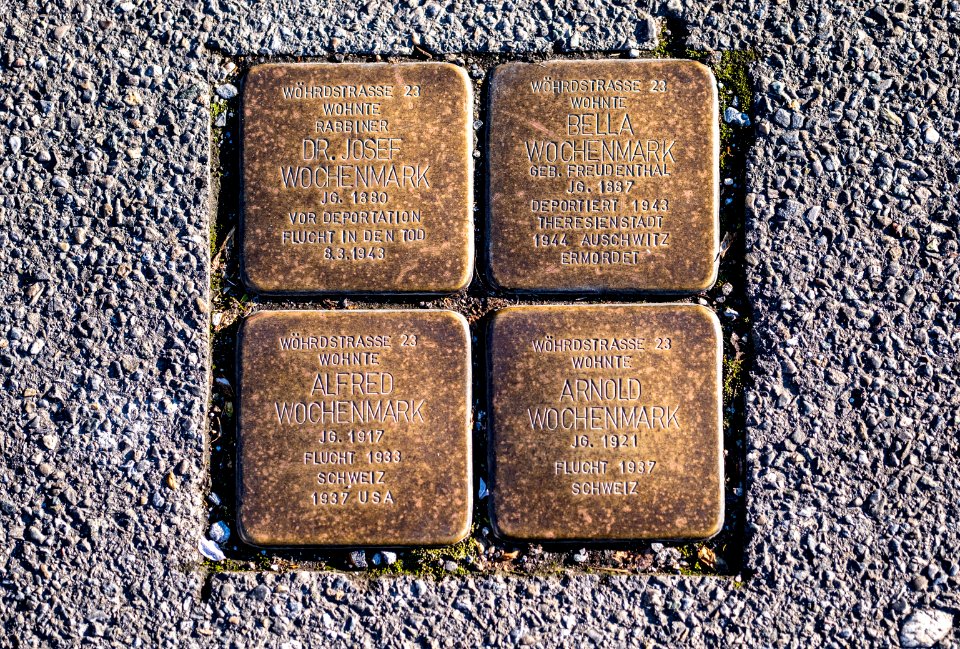 WÖHRDSTRASSE 23
WOHNTE
RABBINER
DR. JOSEF
WOCHENMARK
JG. 1880
VOR DEPORTATION
FLUCHT IN DEN TOD
8.3.1943
WÖHRDSTRASSE 23
WOHNTE
BELLA
WOCHENMARK
GEB. FREUDENTHAL
JG. 1887
DEPORTIERT 1943
THERESIENSTADT
1944 AUSCHWITZ
ERMORDET
WÖHRDSTRASSE 23
WOHNTE
ALFRED
WOCHENMARK
JG. 1917
FLUCHT 1933
SCHWEIZ
1937 USA
WÖHRDSTRASSE 23
WOHNTE
ARNOLD
WOCHENMARK
JG. 1921
FLUCHT 1937
SCHWEIZ